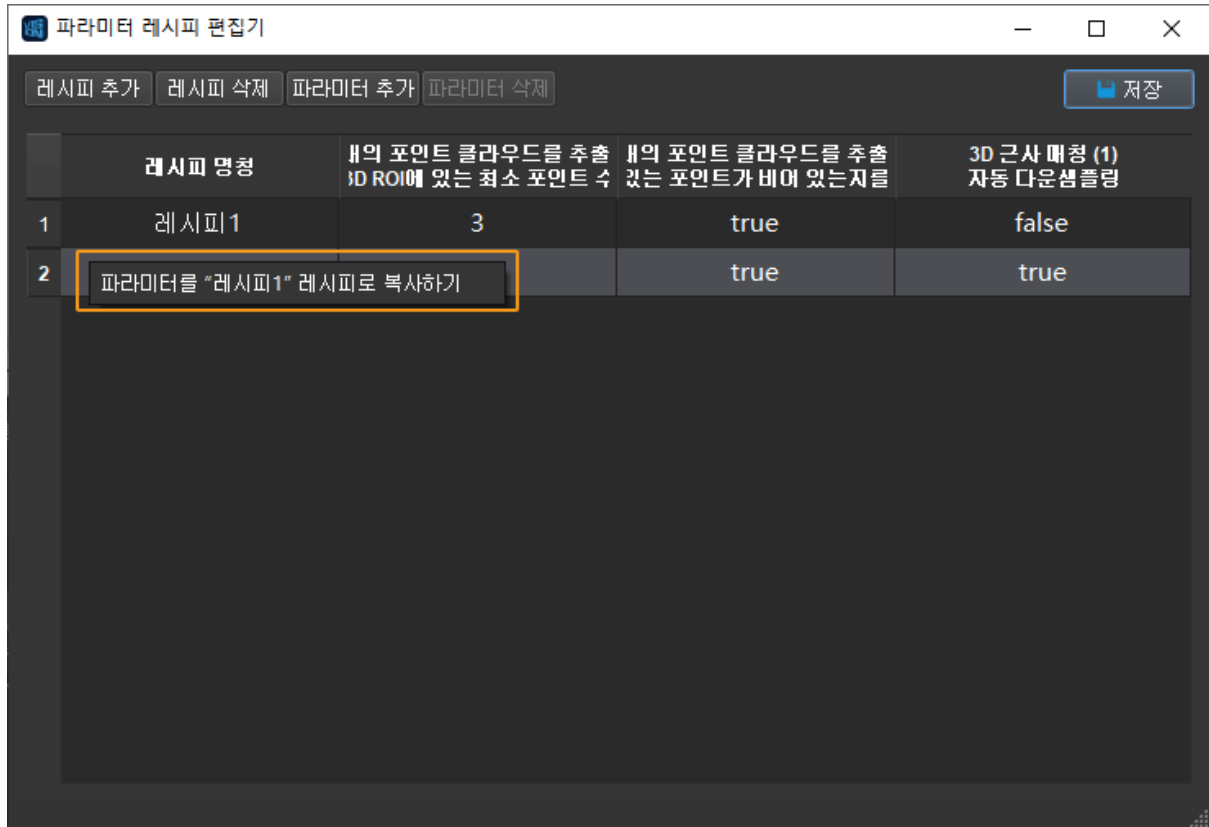 파라미터 레시피 편집기
레시피 추가 레시피 삭제 파라미터 추가 파라미터 삭제 저장
레시피 명칭
의 포인트 클라우드를 추출
ROI에 있는 최소 포인트 수
의 포인트 클라우드를 추출
있는 포인트가 비어 있는지를
3D 근사 매칭 (1)
자동 다운샘플링
1 레시피1 3 true false
2 true true
파라미터를 "레시피1" 레시피로 복사하기